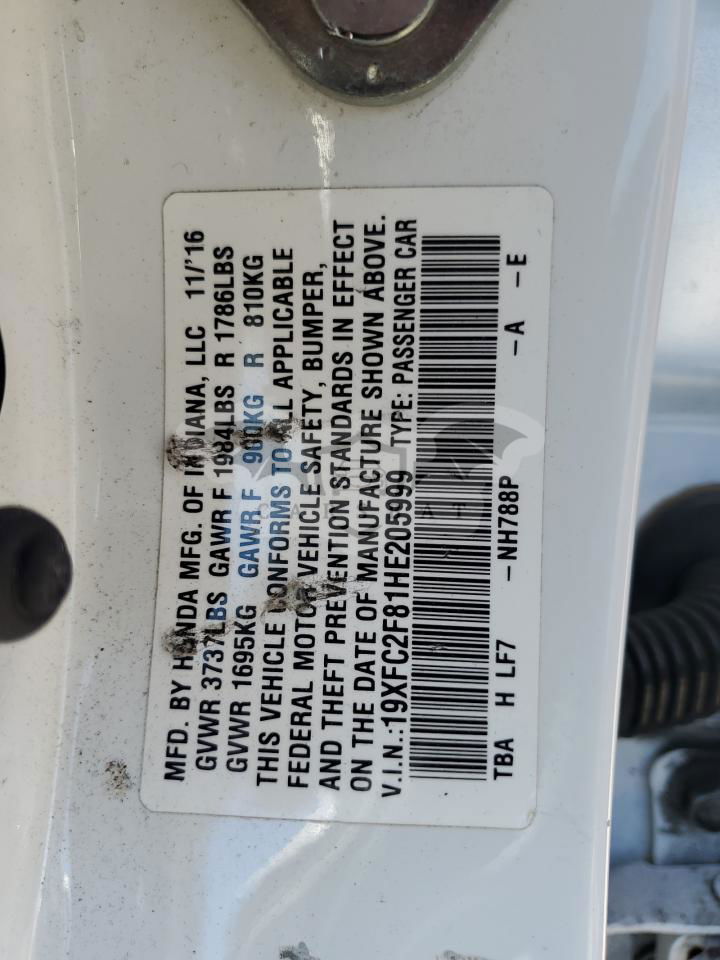 MFD. BY HONDA MFG. OF INDIANA, LLC 11/'16
GVWR 3737LBS GAWR F 1984LBS R 1786LBS
GVWR 1695KG GAWR F 900KG R 810KG
THIS VEHICLE CONFORMS TO ALL APPLICABLE
FEDERAL MOTOR VEHICLE SAFETY, BUMPER,
AND THEFT PREVENTION STANDARDS IN EFFECT
ON THE DATE OF MANUFACTURE SHOWN ABOVE.
V.I.N.:19XFC2F81HE205999 TYPE: PASSENGER CAR
TBA H LF7 -NH788P -A -E